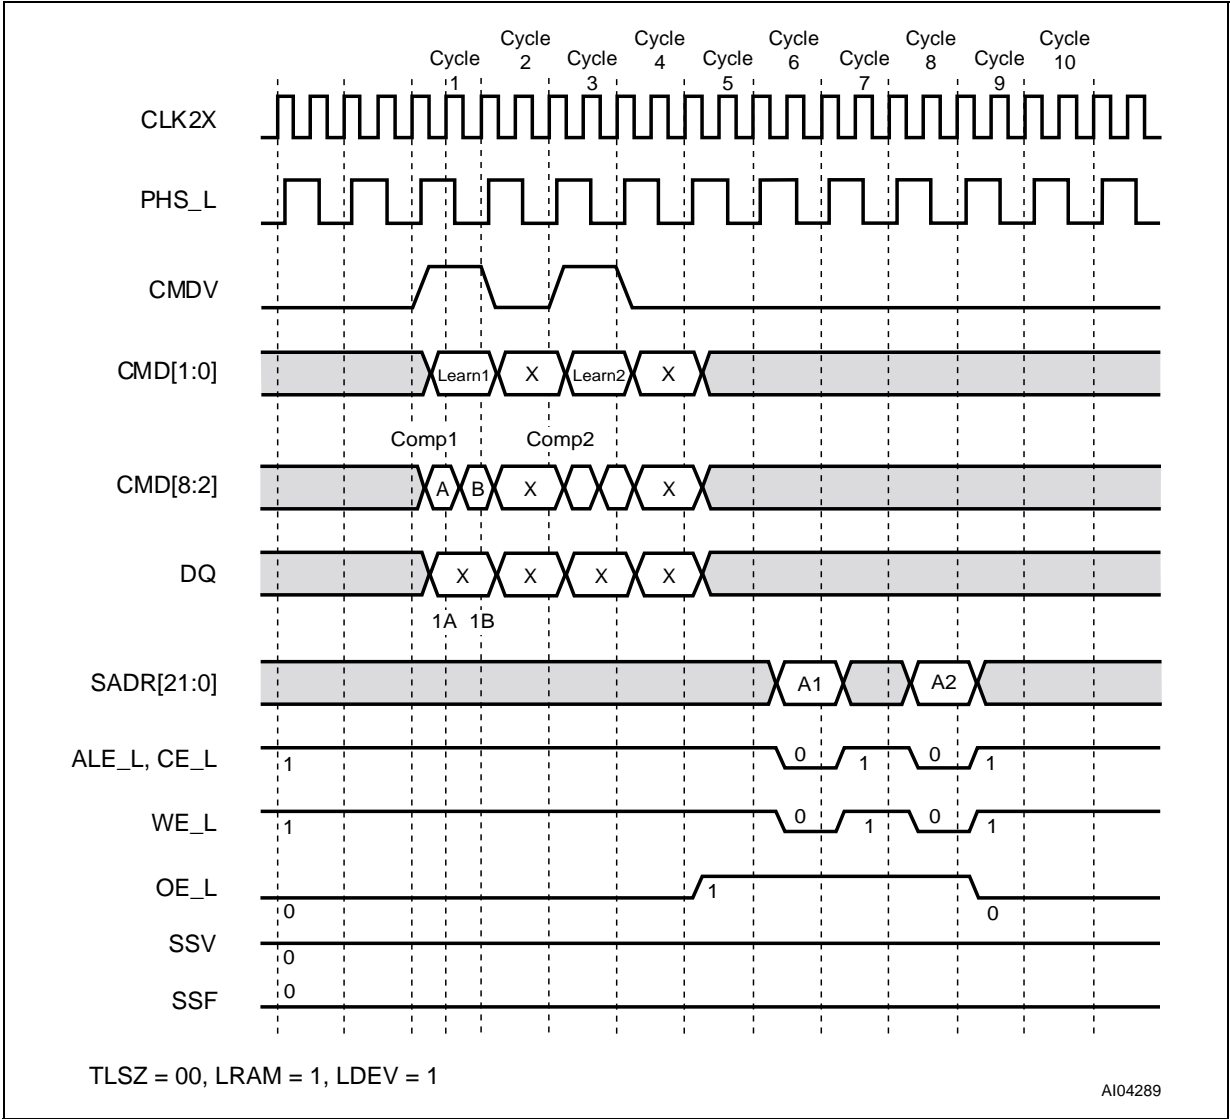 Cycle 1
Cycle 2
Cycle 3
Cycle 4
Cycle 5
Cycle 6
Cycle 7
Cycle 8
Cycle 9
Cycle 10
CLK2X
PHS_L
CMDV
CMD[1:0]
Learn1 X Learn2 X
Comp1 Comp2
CMD[8:2]
A B X X
DQ
X X X X
1A 1B
SADR[21:0]
A1 A2
ALE_L, CE_L
1 0 1 0 1
WE_L
1 0 1 0 1
OE_L
0 1 0
SSV
0
SSF
0
TLSZ = 00, LRAM = 1, LDEV = 1
AI04289